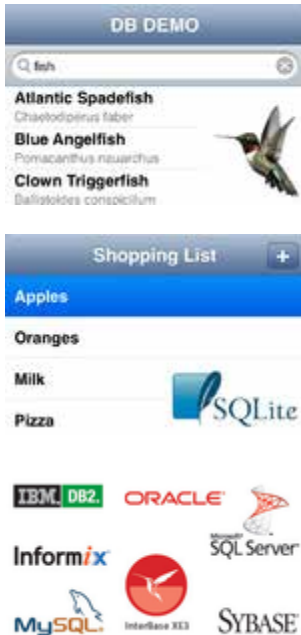 DB DEMO
fish
Atlantic Spadefish
Chaetodipterus faber
Blue Angelfish
Pomacanthus nauarchus
Clown Triggerfish
Ballistoides conspicillum
Shopping List +
Apples
Oranges
Milk
Pizza
SQLite
IBM. DB2. ORACLE
Microsoft
Informix SQL Server
MySQL. InterBase XE3 SYBASE